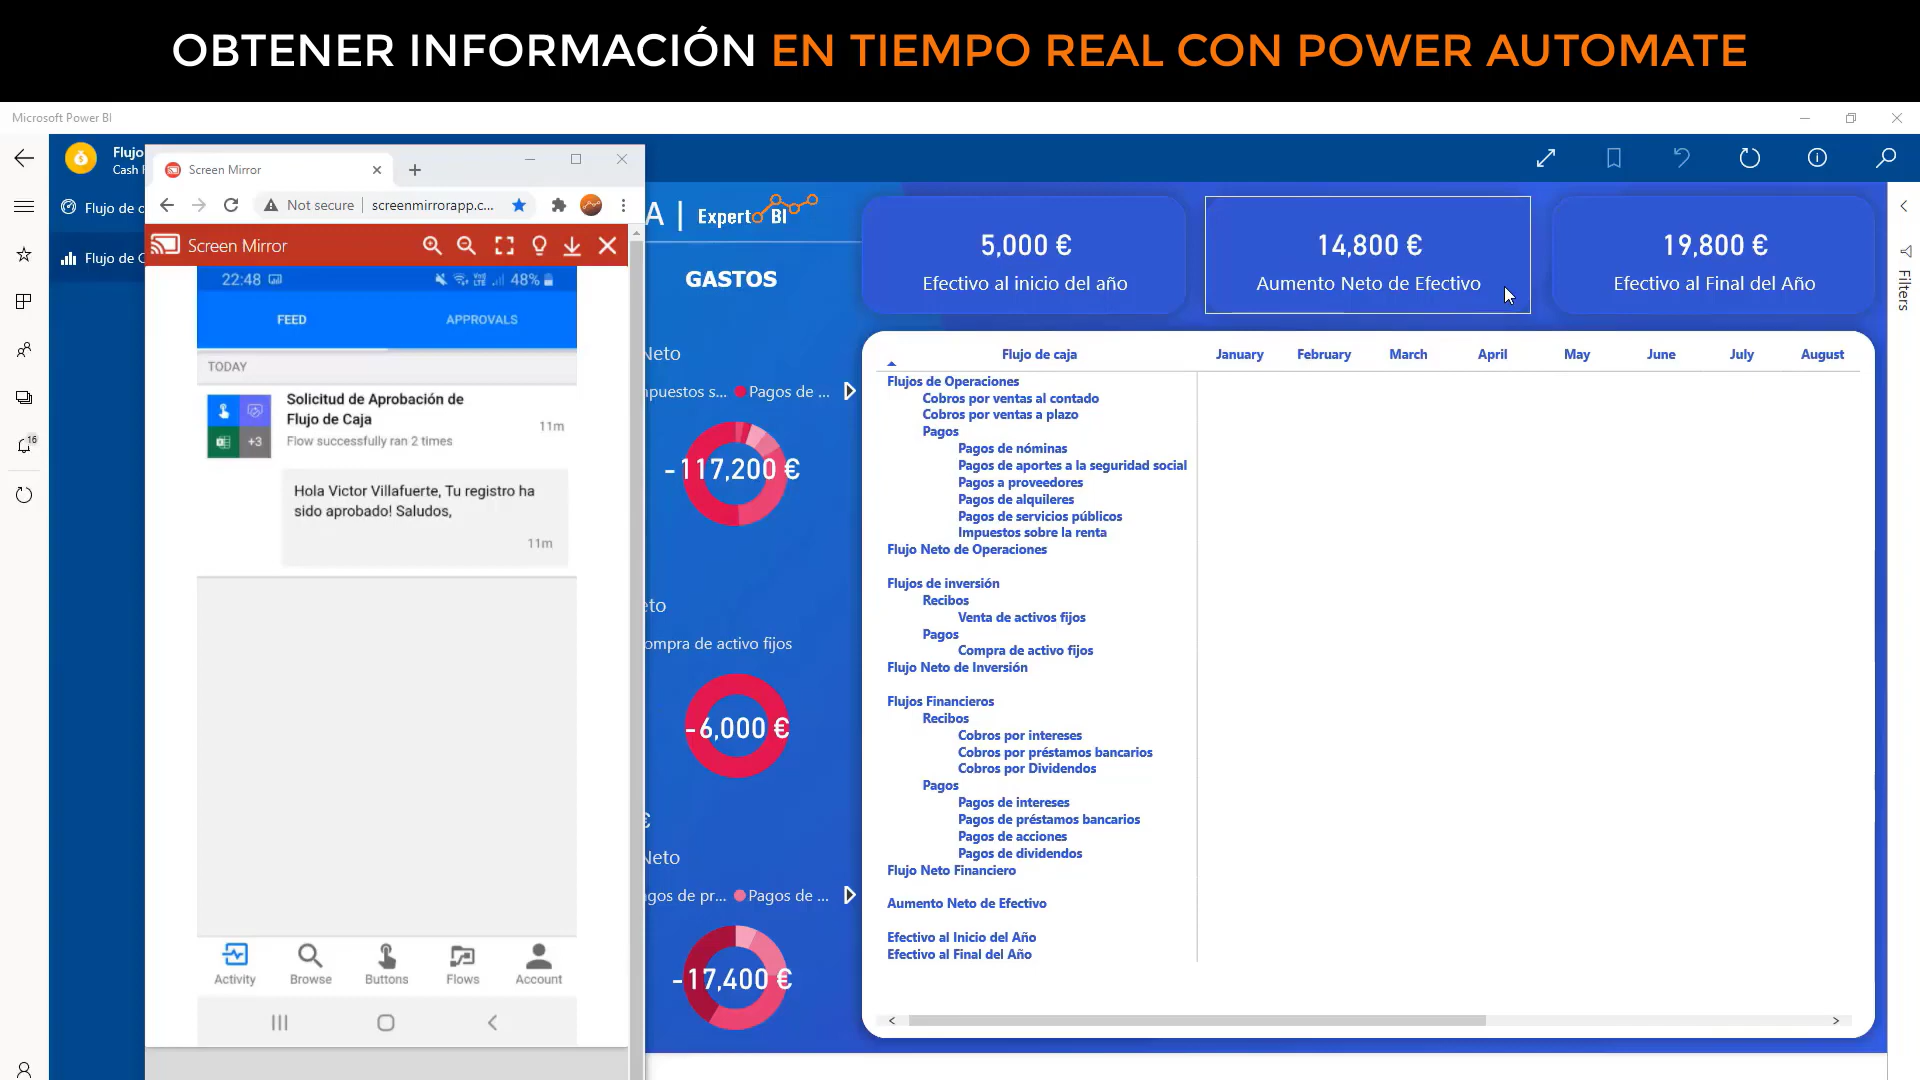 OBTENER INFORMACIÓN EN TIEMPO REAL CON POWER AUTOMATE
Microsoft Power BI
Flujo
Cash
Flujo de c
Flujo de
16
Screen Mirror
Not secure
screenmirrorapp.c...
Screen Mirror
22:48
48%
FEED
APPROVALS
TODAY
Solicitud de Aprobación de
Flujo de Caja
Flow successfully ran 2 times
11m
+3
Hola Victor Villafuerte, Tu registro ha
sido aprobado! Saludos,
11m
Activity
Browse
Buttons
Flows
Account
A | Experto BI
GASTOS
Neto
npuestos s...
Pagos de ...
-117,200 €
eto
ompra de activo fijos
-6,000 €
€
Neto
agos de pr...
Pagos de ...
-17,400 €
5,000 €
Efectivo al inicio del año
14,800 €
Aumento Neto de Efectivo
19,800 €
Efectivo al Final del Año
Filters
Flujo de caja January February March April May June July August
Flujos de Operaciones
Cobros por ventas al contado
Cobros por ventas a plazo
Pagos
Pagos de nóminas
Pagos de aportes a la seguridad social
Pagos a proveedores
Pagos de alquileres
Pagos de servicios públicos
Impuestos sobre la renta
Flujo Neto de Operaciones
Flujos de inversión
Recibos
Venta de activos fijos
Pagos
Compra de activo fijos
Flujo Neto de Inversión
Flujos Financieros
Recibos
Cobros por intereses
Cobros por préstamos bancarios
Cobros por Dividendos
Pagos
Pagos de intereses
Pagos de préstamos bancarios
Pagos de acciones
Pagos de dividendos
Flujo Neto Financiero
Aumento Neto de Efectivo
Efectivo al Inicio del Año
Efectivo al Final del Año